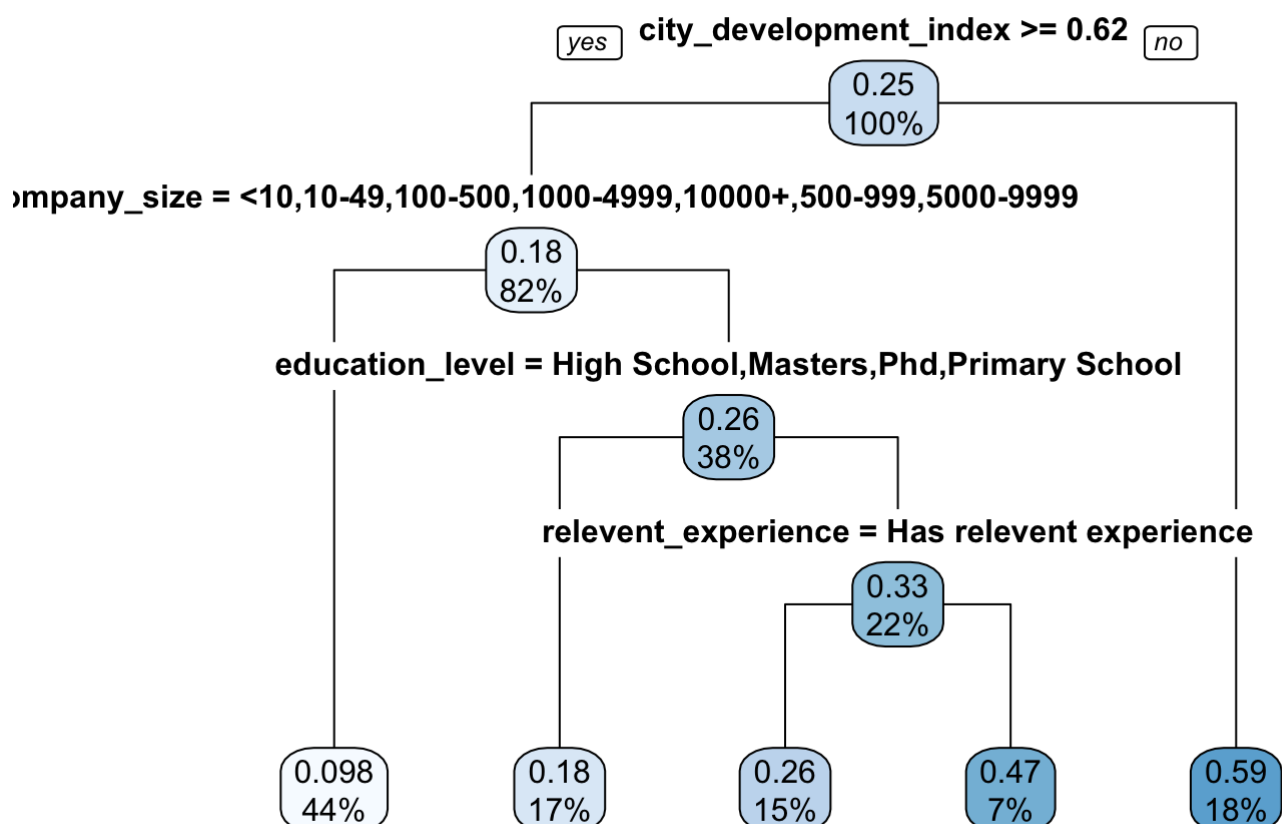 yes city_development_index >= 0.62 no
0.25
100%
ompany_size = <10,10-49,100-500,1000-4999,10000+,500-999,5000-9999
0.18
82%
education_level = High School,Masters,Phd,Primary School
0.26
38%
relevent_experience = Has relevent experience
0.33
22%
0.098 0.18 0.26 0.47 0.59
44% 17% 15% 7% 18%